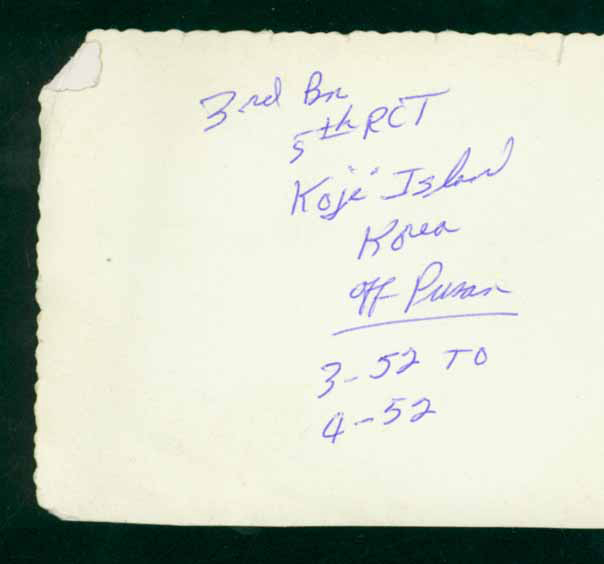 3rd Bn
5th RCT
"Koje" Island
Korea
off Pusan
3-52 TO
4-52